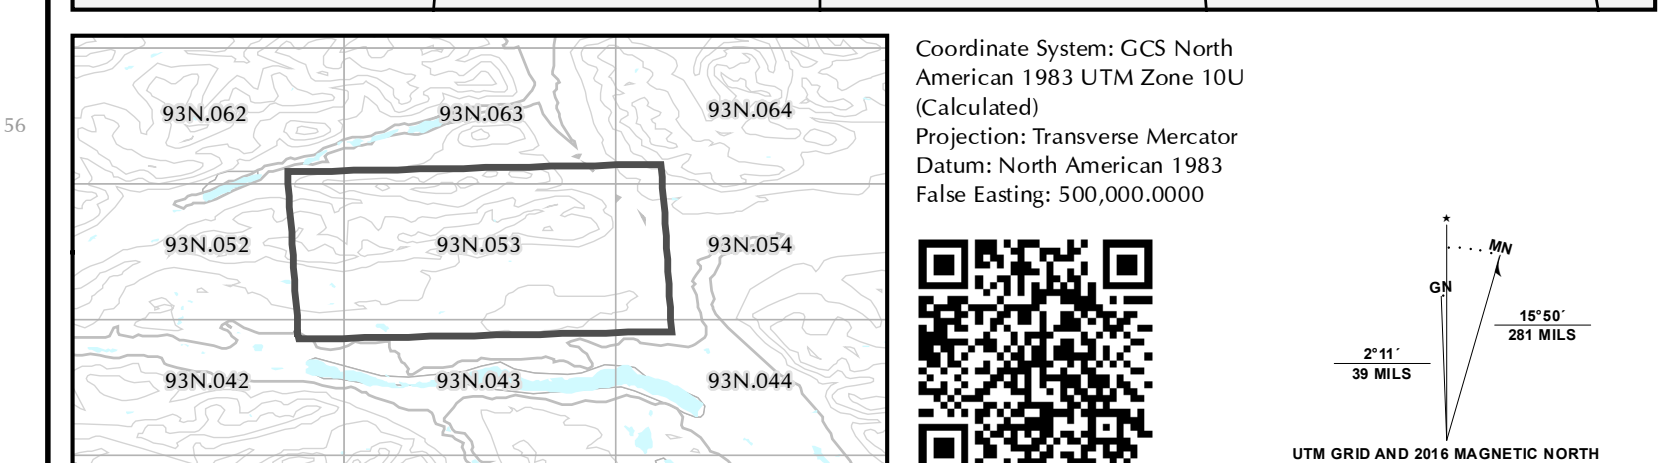 56
93N.062
93N.063
93N.064
93N.052
93N.053
93N.054
93N.042
93N.043
93N.044
Coordinate System: GCS North
American 1983 UTM Zone 10U
(Calculated)
Projection: Transverse Mercator
Datum: North American 1983
False Easting: 500,000.0000
MN
GN
15°50´
281 MILS
2°11´
39 MILS
UTM GRID AND 2016 MAGNETIC NORTH